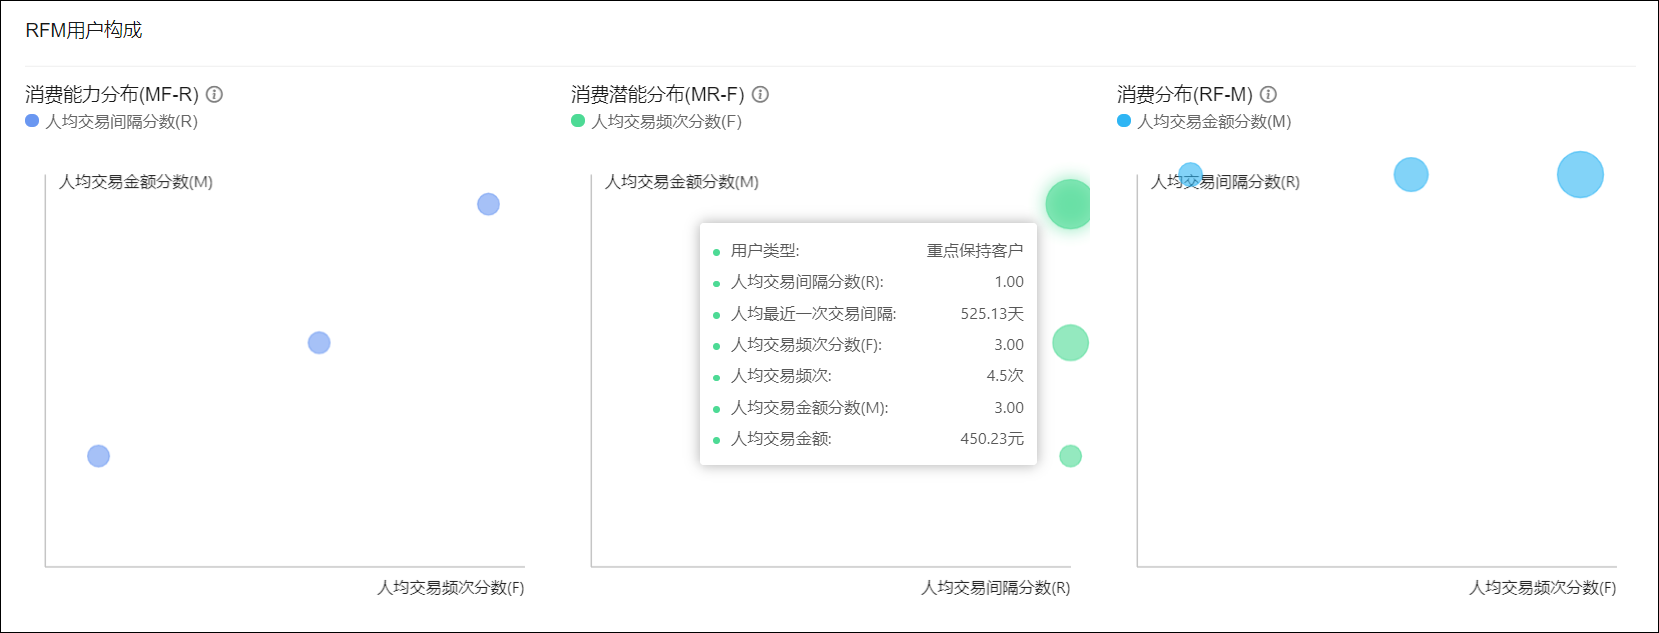 RFM用户构成
消费能力分布(MF-R)
人均交易间隔分数(R)
人均交易金额分数(M)
人均交易频次分数(F)
消费潜能分布(MR-F)
人均交易频次分数(F)
人均交易金额分数(M)
用户类型: 重点保持客户
人均交易间隔分数(R): 1.00
人均最近一次交易间隔: 525.13天
人均交易频次分数(F): 3.00
人均交易频次: 4.5次
人均交易金额分数(M): 3.00
人均交易金额: 450.23元
人均交易间隔分数(R)
消费分布(RF-M)
人均交易金额分数(M)
人均交易间隔分数(R)
人均交易频次分数(F)